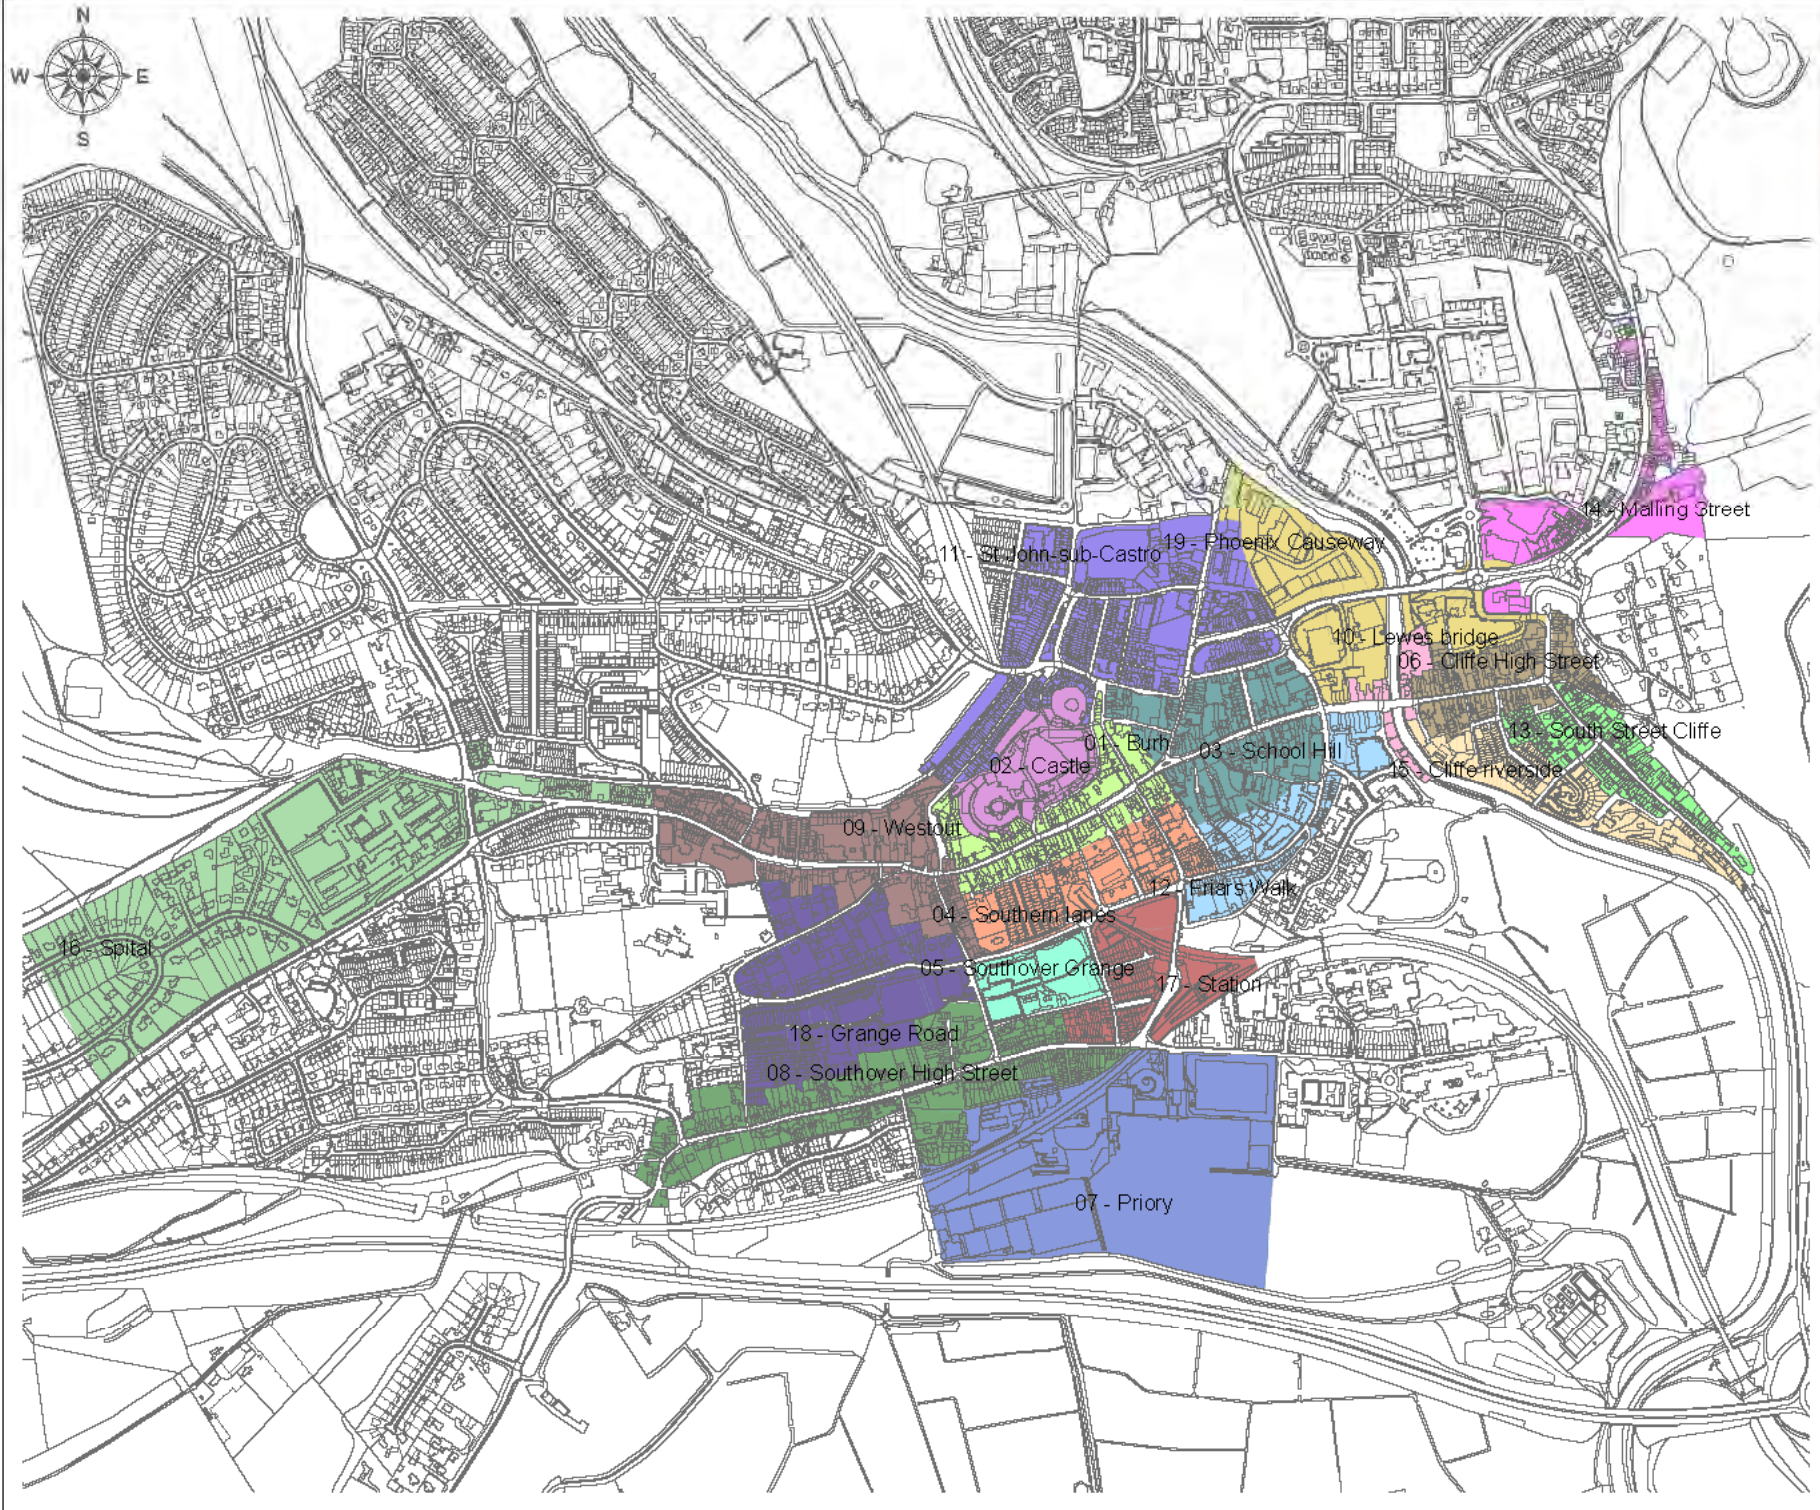 N
W E
S
14 - Malling Street
19 - Phoenix Causeway
11 - St John-sub-Castro
10 - Lewes bridge
06 - Cliffe High Street
13 - South Street Cliffe
01 - Burh
03 - School Hill
02 - Castle
15 - Cliffe riverside
09 - Westout
12 - Friars Walk
04 - Southern lanes
16 - Spital
05 - Southover Grange
17 - Station
18 - Grange Road
08 - Southover High Street
07 - Priory